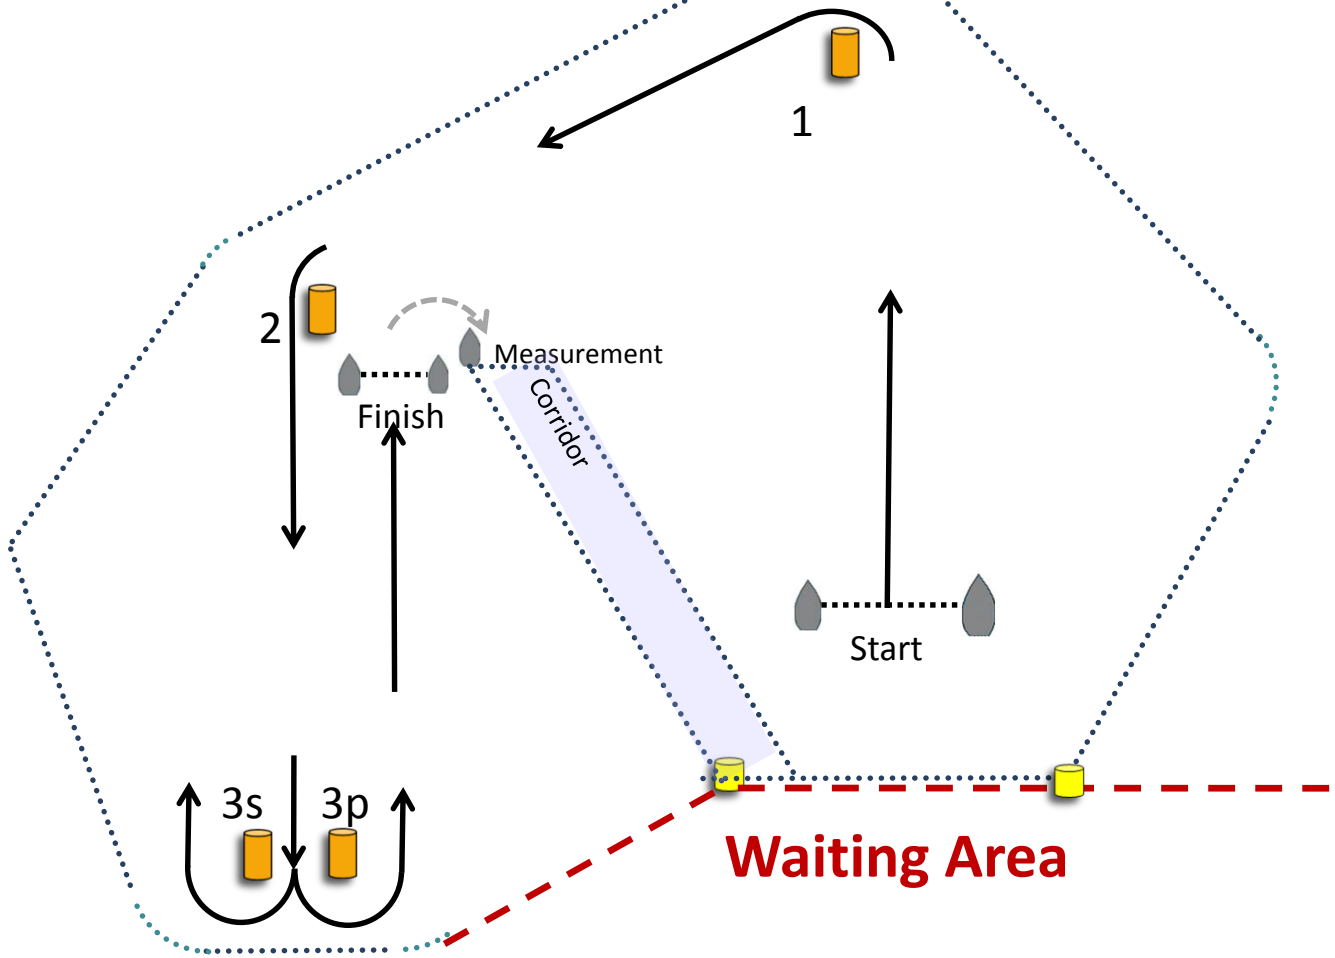 1
2
Measurement
Finish
Corridor
Start
3s
3p
Waiting Area